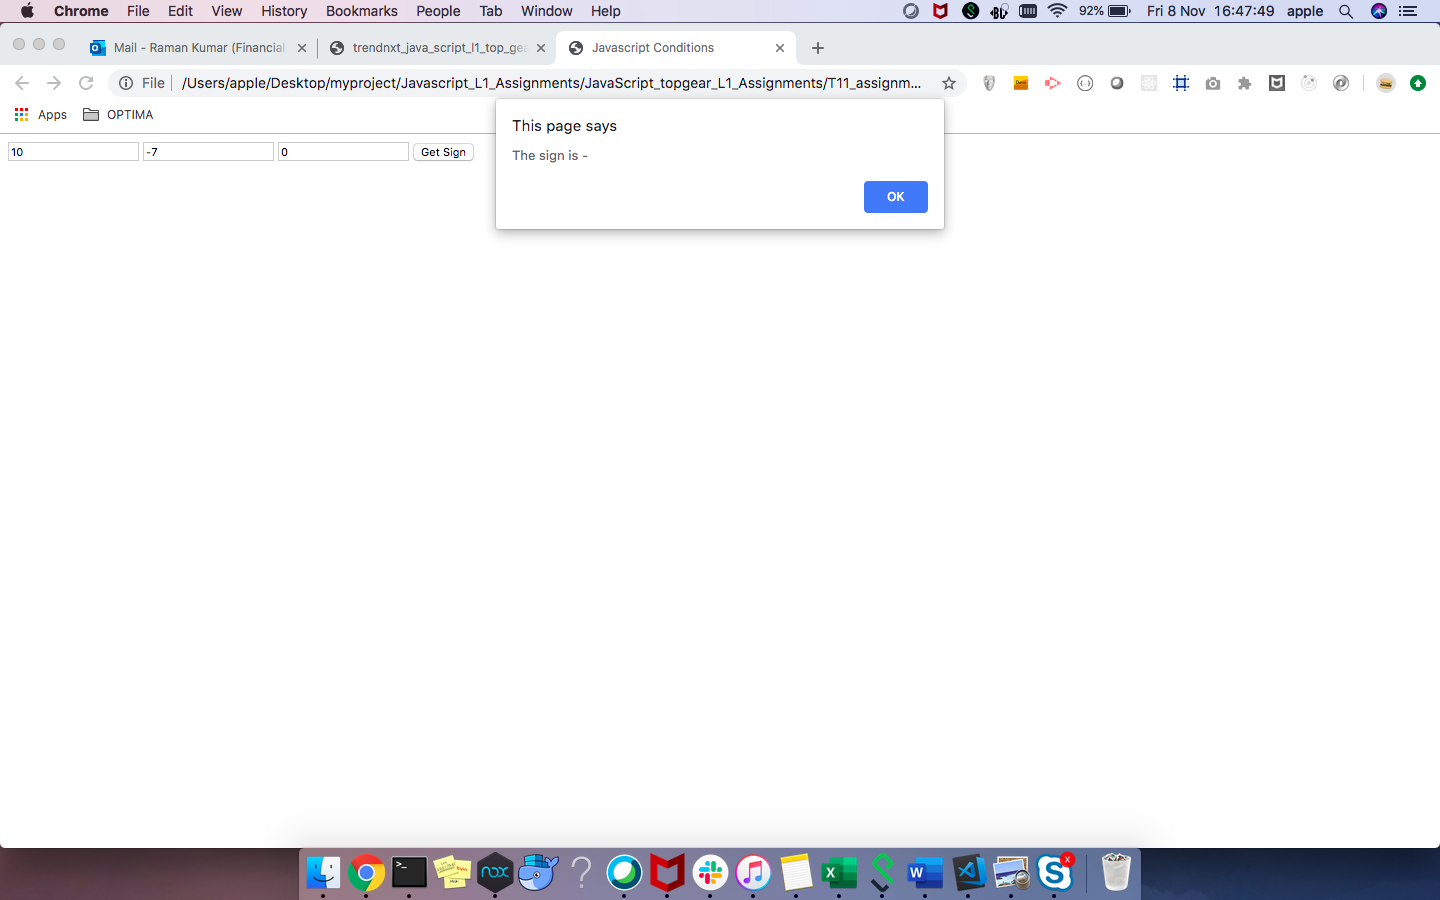 Chrome File Edit View History Bookmarks People Tab Window Help 92% Fri 8 Nov 16:47:49 apple
Mail - Raman Kumar (Financial trendnxt_java_script_l1_top_gea Javascript Conditions
File /Users/apple/Desktop/myproject/Javascript_L1_Assignments/JavaScript_topgear_L1_Assignments/T11_assignm...
Apps OPTIMA
This page says
The sign is -
OK
10 -7 0 Get Sign